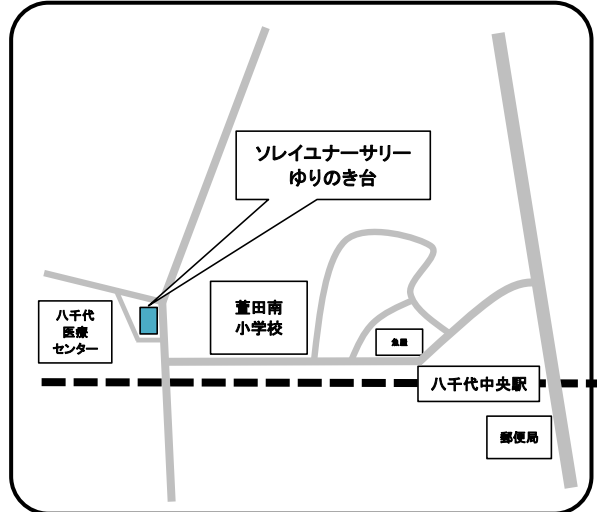 ソレイユナーサリー
ゆりのき台
八千代
医療
センター
萱田南
小学校
魚屋
八千代中央駅
郵便局